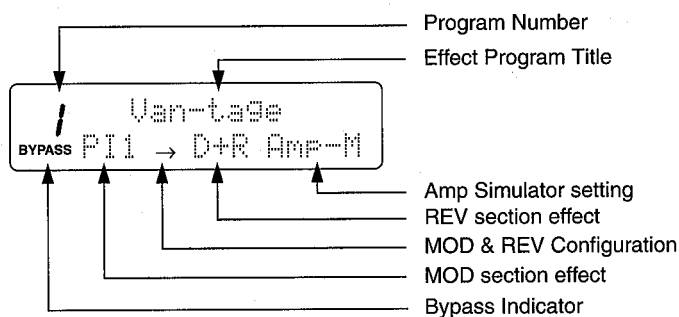 Program Number
Effect Program Title
1 Van-tage
BYPASS PI1 → D+R Amp-M
Amp Simulator setting
REV section effect
MOD & REV Configuration
MOD section effect
Bypass Indicator